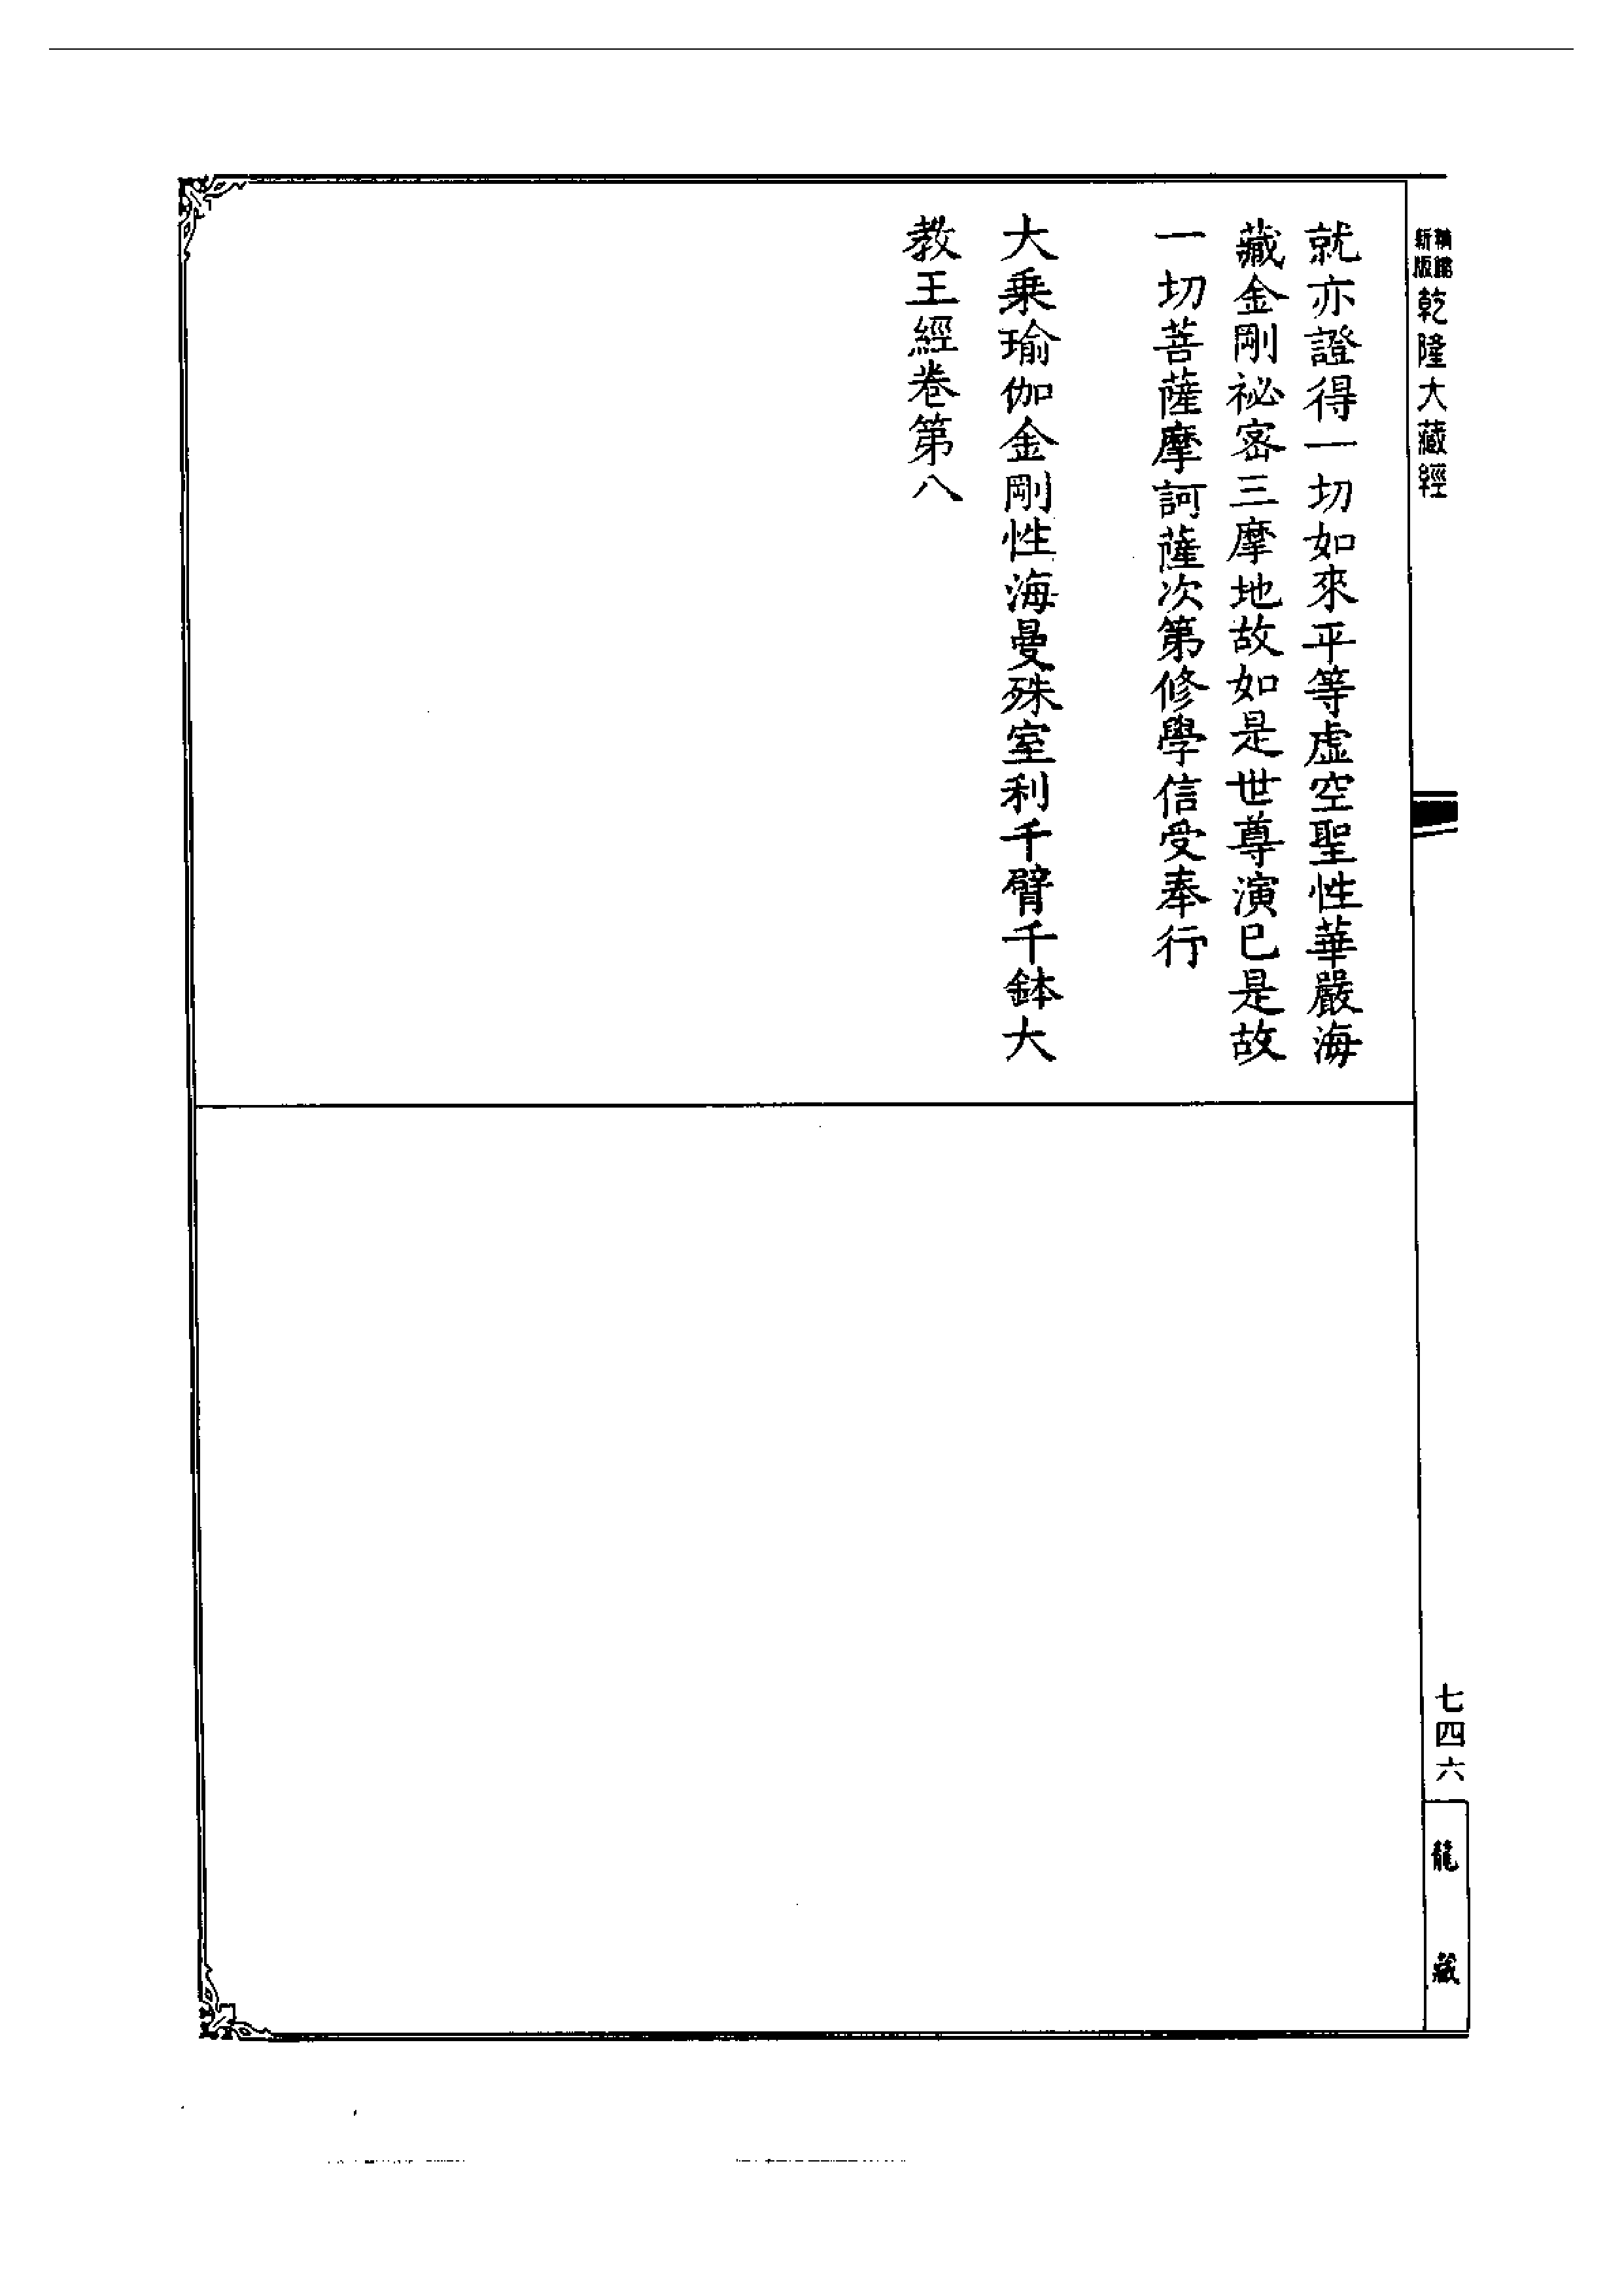 新版
乾隆大藏經
就亦證得一切如來平等虛空聖性華嚴海
藏金剛祕密三摩地故如是世尊演已是故
一切菩薩摩訶薩次第修學信受奉行
大乘瑜伽金剛性海曼殊室利千臂千鉢大
教王經卷第八
七四六
龍藏